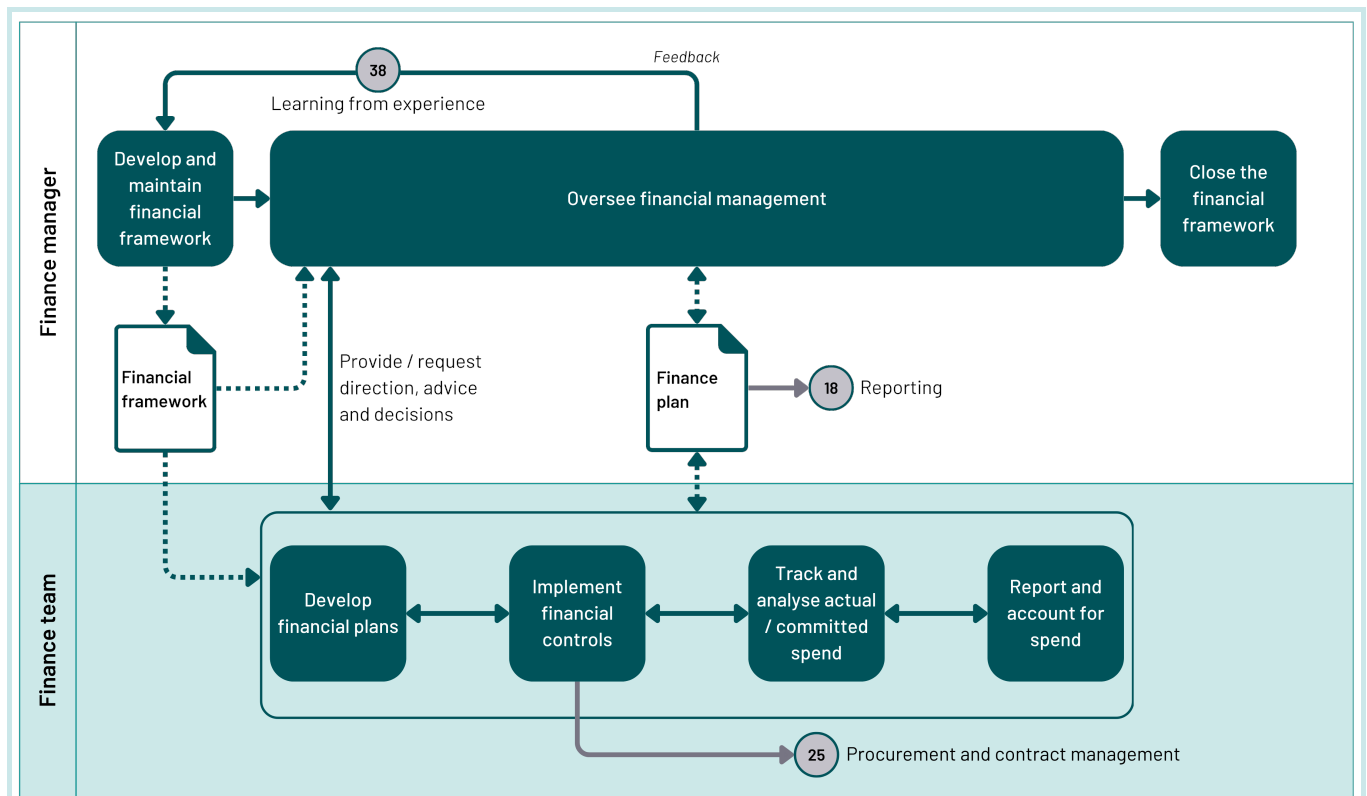 Finance manager
38
Feedback
Learning from experience
Develop and
maintain
financial
framework
Oversee financial management
Close the
financial
framework
Financial
framework
Provide / request
direction, advice
and decisions
Finance
plan
18
Reporting
Finance team
Develop
financial plans
Implement
financial
controls
Track and
analyse actual
/ committed
spend
Report and
account for
spend
25
Procurement and contract management